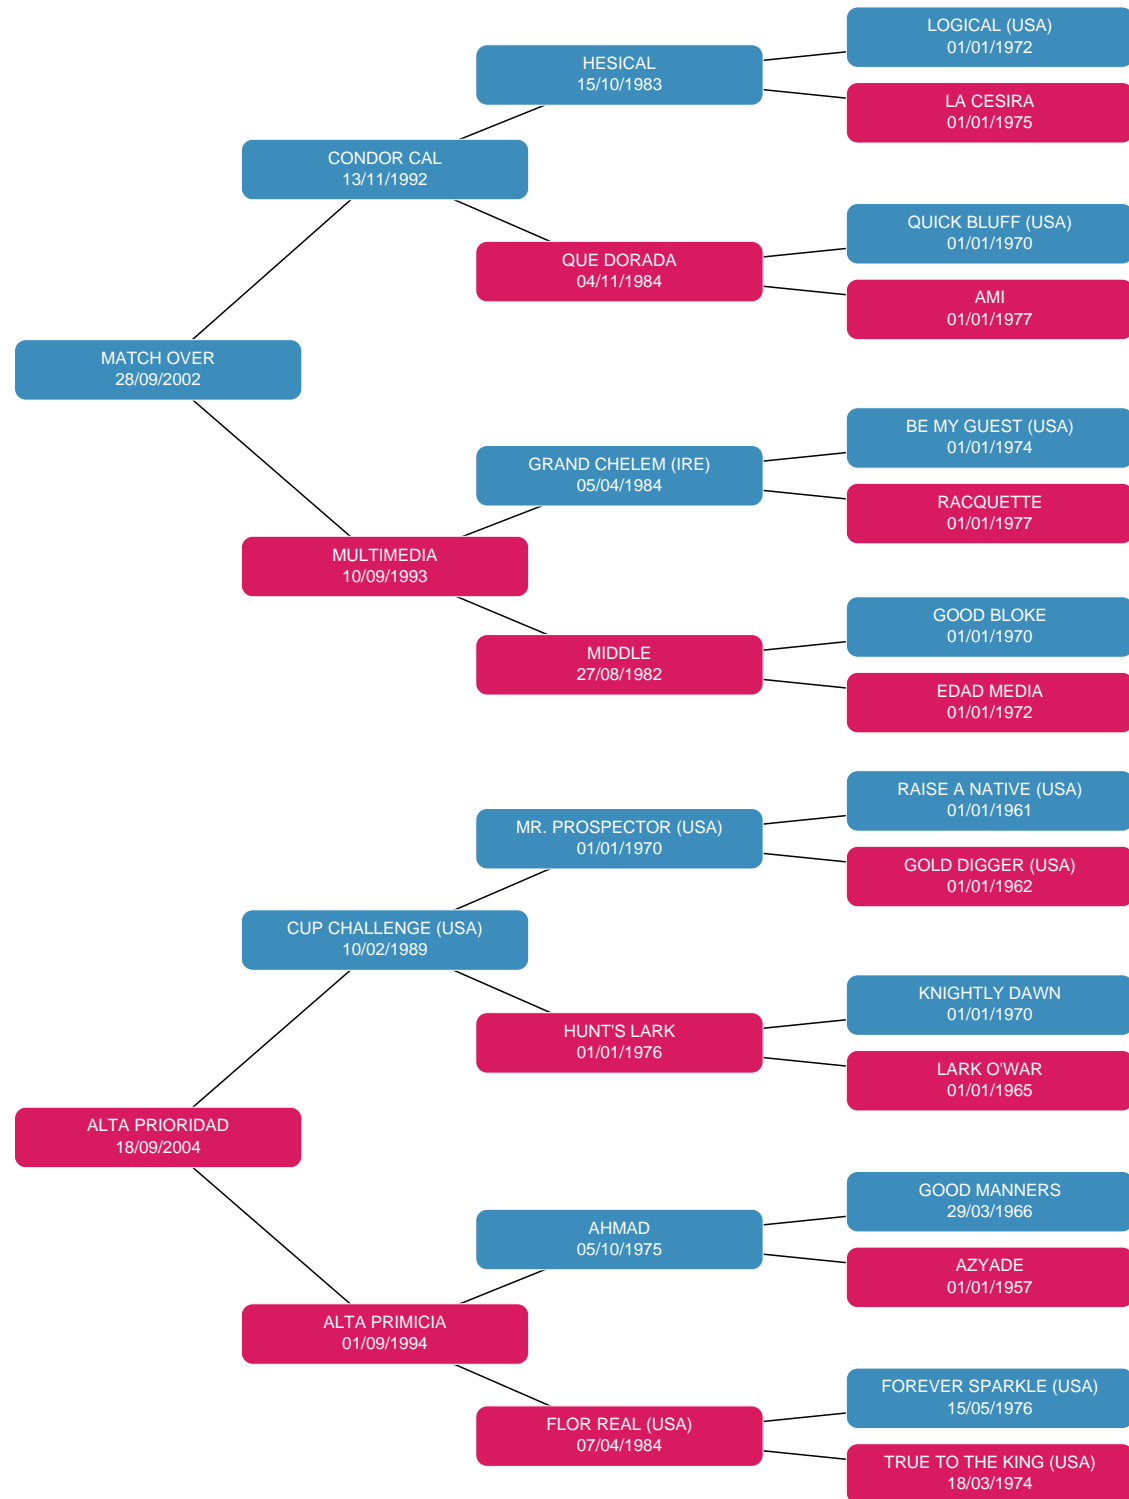 LOGICAL (USA)
01/01/1972
HESICAL
15/10/1983
LA CESIRA
01/01/1975
CONDOR CAL
13/11/1992
QUICK BLUFF (USA)
01/01/1970
QUE DORADA
04/11/1984
AMI
01/01/1977
MATCH OVER
28/09/2002
BE MY GUEST (USA)
01/01/1974
GRAND CHELEM (IRE)
05/04/1984
RACQUETTE
01/01/1977
MULTIMEDIA
10/09/1993
GOOD BLOKE
01/01/1970
MIDDLE
27/08/1982
EDAD MEDIA
01/01/1972
RAISE A NATIVE (USA)
01/01/1961
MR. PROSPECTOR (USA)
01/01/1970
GOLD DIGGER (USA)
01/01/1962
CUP CHALLENGE (USA)
10/02/1989
KNIGHTLY DAWN
01/01/1970
HUNT'S LARK
01/01/1976
LARK O'WAR
01/01/1965
ALTA PRIORIDAD
18/09/2004
GOOD MANNERS
29/03/1966
AHMAD
05/10/1975
AZYADE
01/01/1957
ALTA PRIMICIA
01/09/1994
FOREVER SPARKLE (USA)
15/05/1976
FLOR REAL (USA)
07/04/1984
TRUE TO THE KING (USA)
18/03/1974